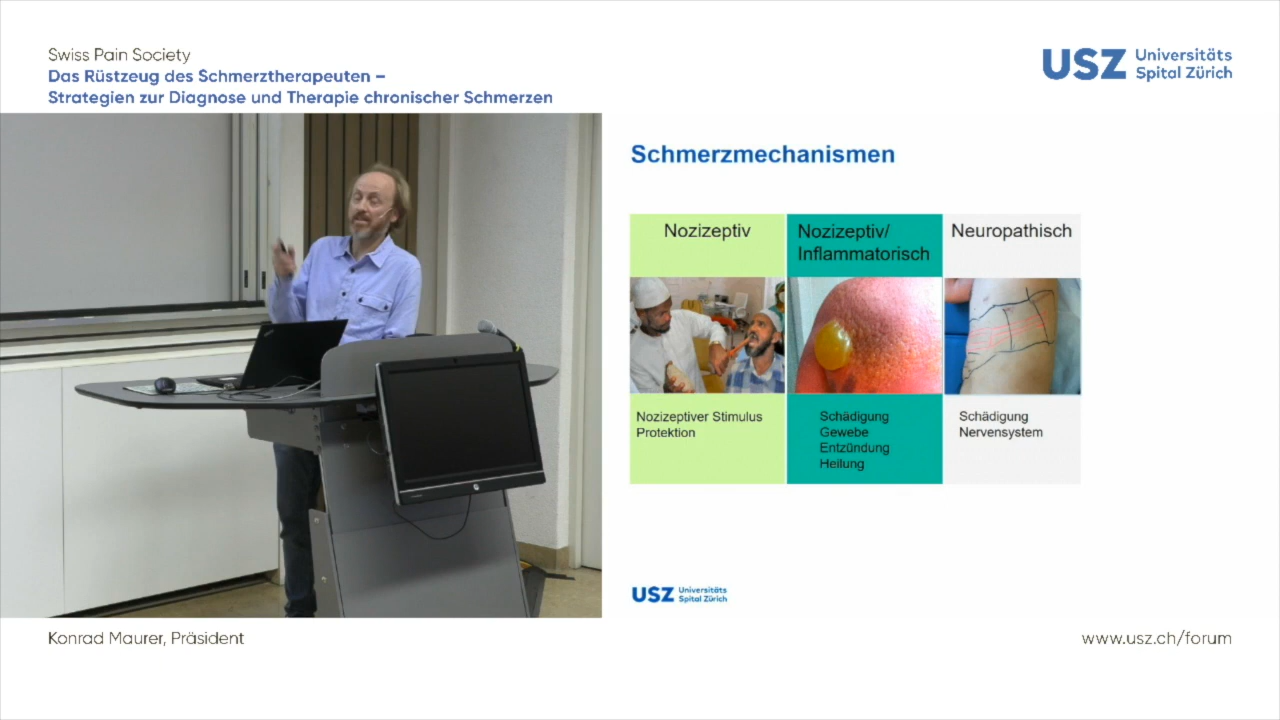 Swiss Pain Society
Das Rüstzeug des Schmerztherapeuten –
Strategien zur Diagnose und Therapie chronischer Schmerzen
USZ Universitäts
Spital Zürich
Schmerzmechanismen
Nozizeptiv
Nozizeptiver Stimulus
Protektion
Nozizeptiv/
Inflammatorisch
Schädigung
Gewebe
Entzündung
Heilung
Neuropathisch
Schädigung
Nervensystem
USZ Universitäts
Spital Zürich
Konrad Maurer, Präsident
www.usz.ch/forum